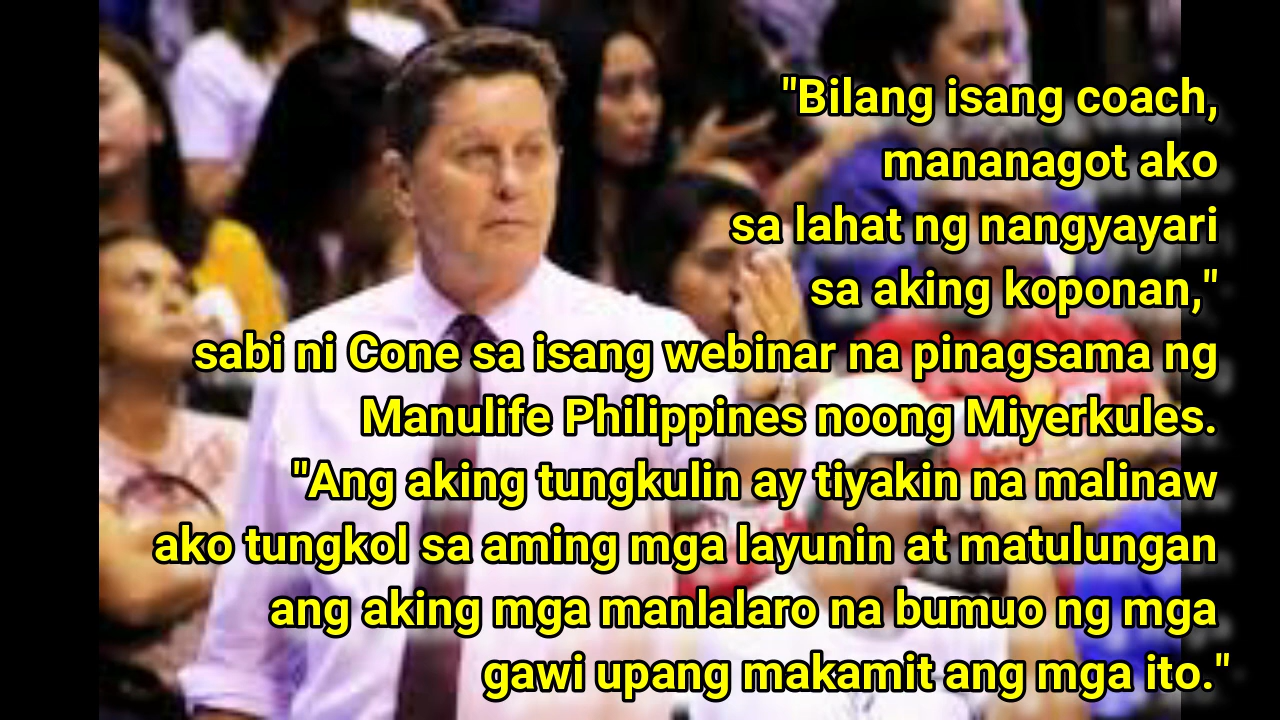 "Bilang isang coach,
mananagot ako
sa lahat ng nangyayari
sa aking koponan,"
sabi ni Cone sa isang webinar na pinagsama ng
Manulife Philippines noong Miyerkules.
"Ang aking tungkulin ay tiyakin na malinaw
ako tungkol sa aming mga layunin at matulungan
ang aking mga manlalaro na bumuo ng mga
gawi upang makamit ang mga ito."